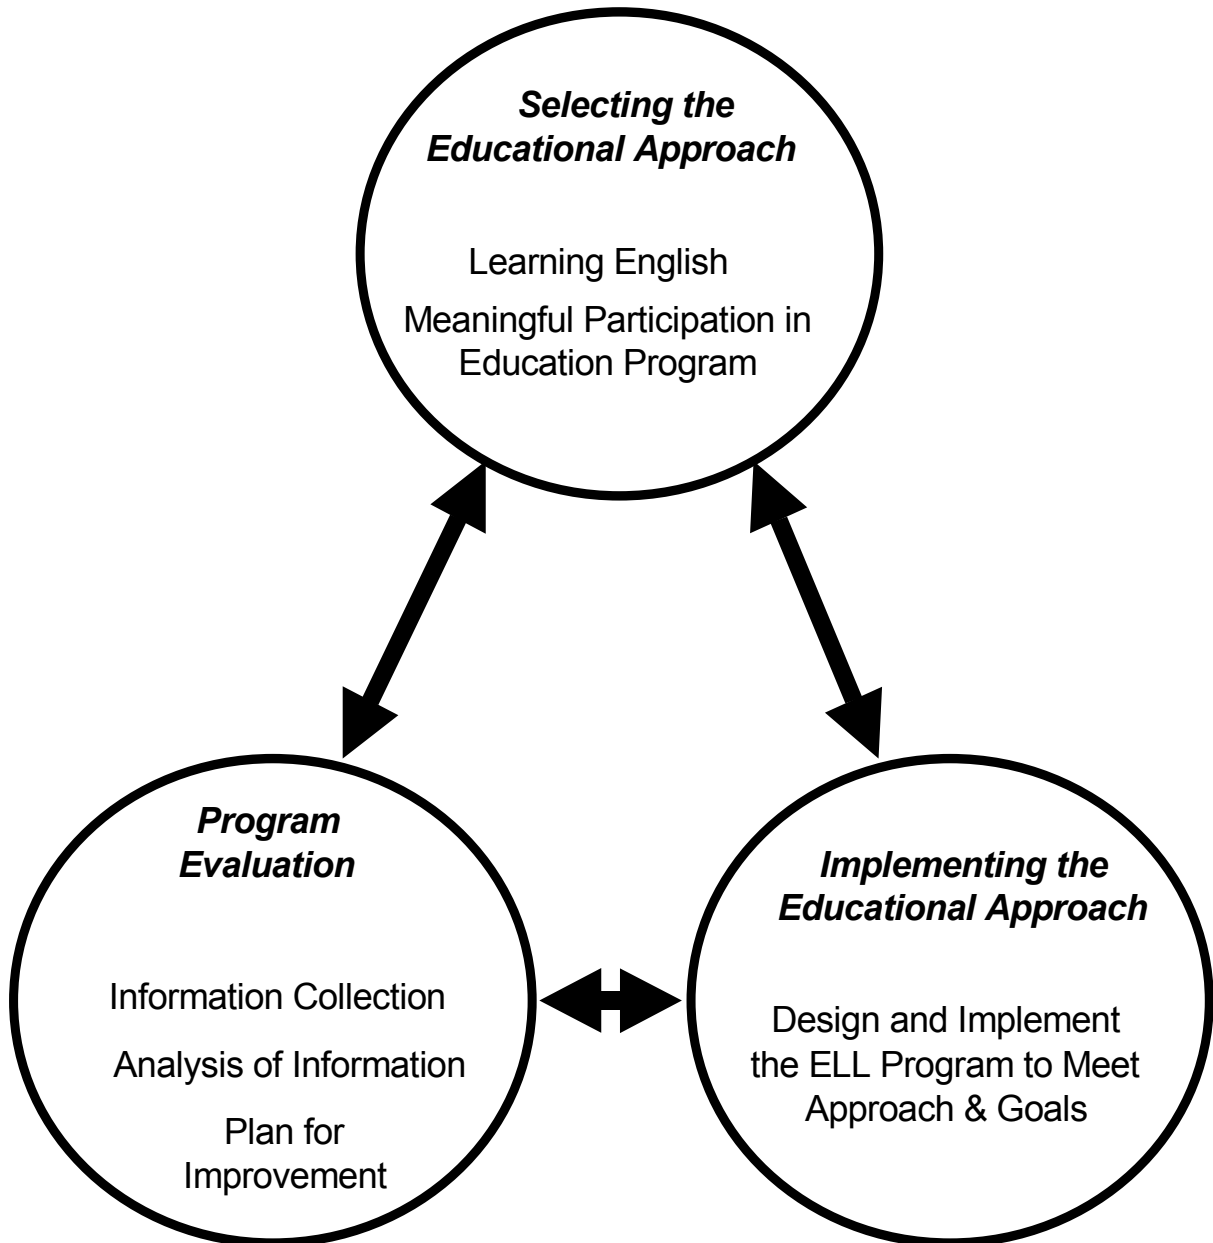 Selecting the
Educational Approach
Learning English
Meaningful Participation in
Education Program
Program
Evaluation
Information Collection
Analysis of Information
Plan for
Improvement
Implementing the
Educational Approach
Design and Implement
the ELL Program to Meet
Approach & Goals